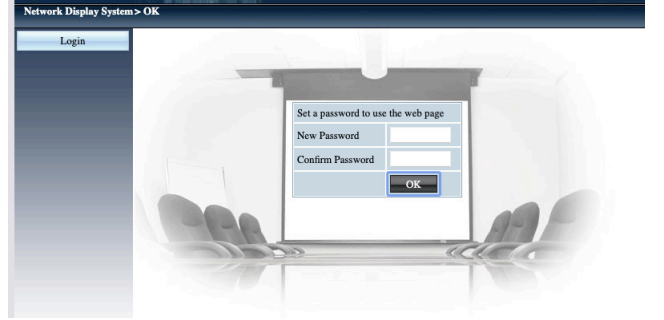 Network Display System> OK
Login
Set a password to use the web page
New Password
Confirm Password
OK